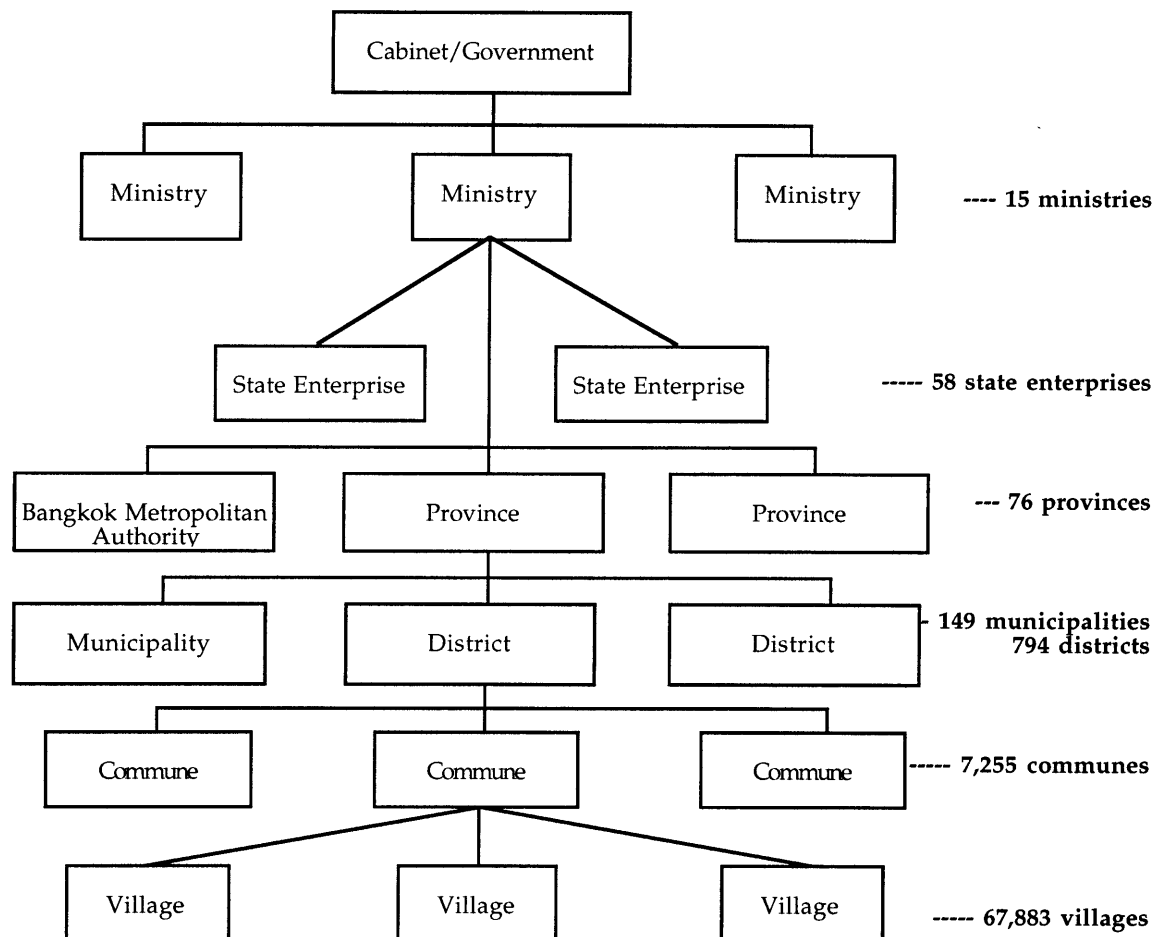 Cabinet/Government
Ministry
Ministry
Ministry
---- 15 ministries
State Enterprise
State Enterprise
----- 58 state enterprises
Bangkok Metropolitan
Authority
Province
Province
--- 76 provinces
Municipality
District
District
- 149 municipalities
794 districts
Commune
Commune
Commune
----- 7,255 communes
Village
Village
Village
----- 67,883 villages